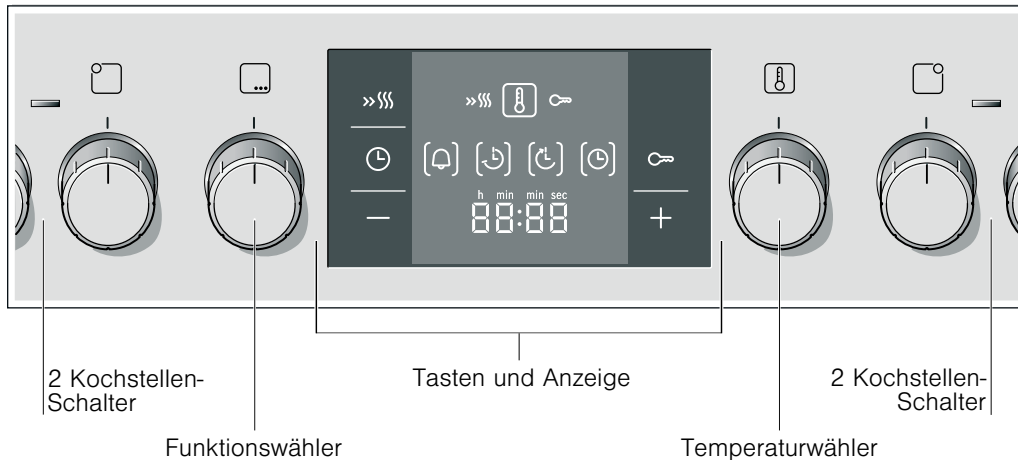 h min min sec
88:88
2 Kochstellen-
Schalter
Tasten und Anzeige
2 Kochstellen-
Schalter
Funktionswähler
Temperaturwähler